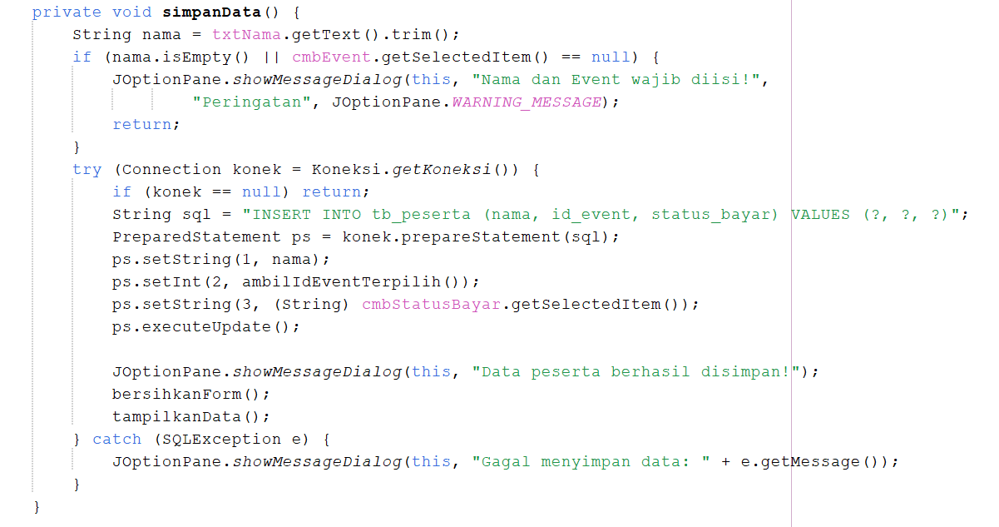 private void simpanData() {
    String nama = txtNama.getText().trim();
    if (nama.isEmpty() || cmbEvent.getSelectedItem() == null) {
        JOptionPane.showMessageDialog(this, "Nama dan Event wajib diisi!",
                "Peringatan", JOptionPane.WARNING_MESSAGE);
        return;
    }
    try (Connection konek = Koneksi.getKoneksi()) {
        if (konek == null) return;
        String sql = "INSERT INTO tb_peserta (nama, id_event, status_bayar) VALUES (?, ?, ?)";
        PreparedStatement ps = konek.prepareStatement(sql);
        ps.setString(1, nama);
        ps.setInt(2, ambilIdEventTerpilih());
        ps.setString(3, (String) cmbStatusBayar.getSelectedItem());
        ps.executeUpdate();

        JOptionPane.showMessageDialog(this, "Data peserta berhasil disimpan!");
        bersihkanForm();
        tampilkanData();
    } catch (SQLException e) {
        JOptionPane.showMessageDialog(this, "Gagal menyimpan data: " + e.getMessage());
    }
}